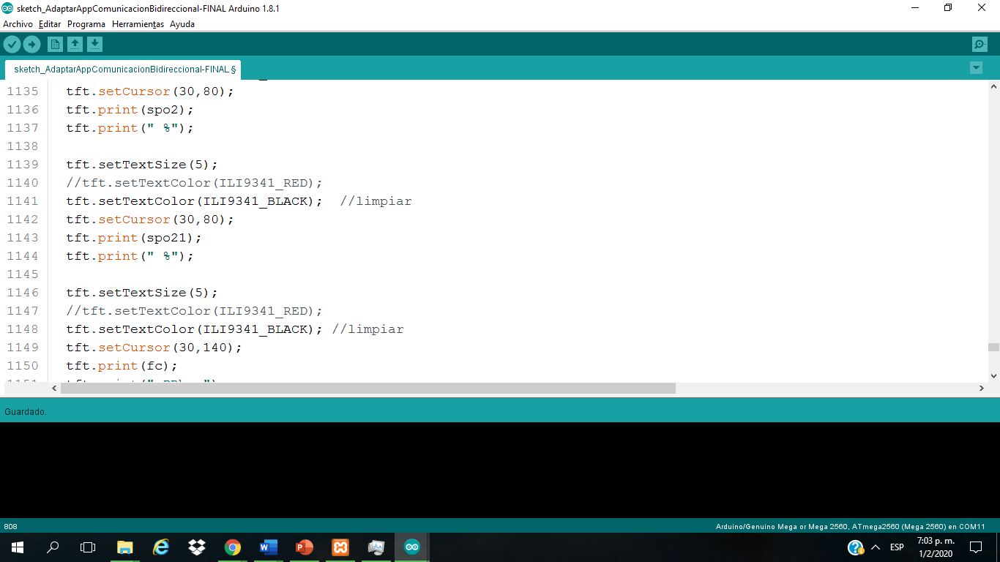 sketch_AdaptarAppComunicacionBidireccional-FINAL Arduino 1.8.1
Archivo Editar Programa Herramientas Ayuda
sketch_AdaptarAppComunicacionBidireccional-FINAL §
1135 tft.setCursor(30,80);
1136 tft.print(spo2);
1137 tft.print(" %");
1138
1139 tft.setTextSize(5);
1140 //tft.setTextColor(ILI9341_RED);
1141 tft.setTextColor(ILI9341_BLACK); //limpiar
1142 tft.setCursor(30,80);
1143 tft.print(spo21);
1144 tft.print(" %");
1145
1146 tft.setTextSize(5);
1147 //tft.setTextColor(ILI9341_RED);
1148 tft.setTextColor(ILI9341_BLACK); //limpiar
1149 tft.setCursor(30,140);
1150 tft.print(fc);
Guardado.
808 Arduino/Genuino Mega or Mega 2560, ATmega2560 (Mega 2560) en COM11
ESP 7:03 p. m.
1/2/2020